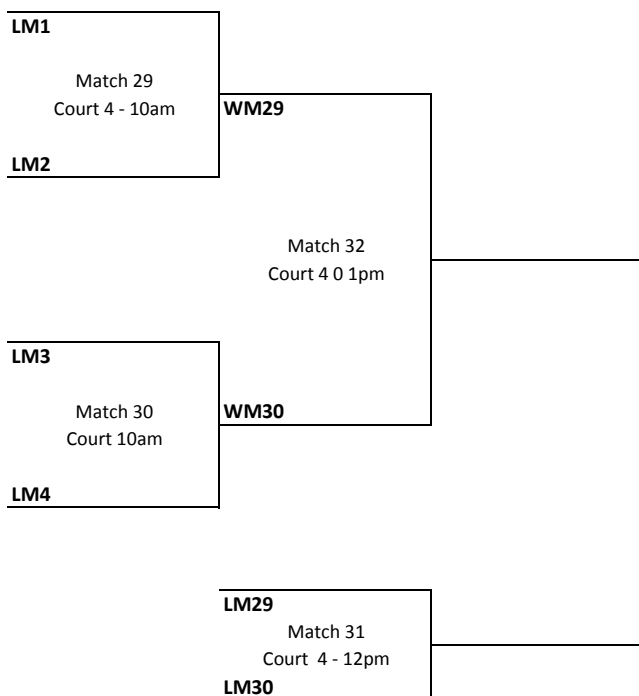 LM1
Match 29
Court 4 - 10am
WM29
LM2
Match 32
Court 4 0 1pm
LM3
Match 30
Court 10am
WM30
LM4
LM29
Match 31
Court  4 - 12pm
LM30